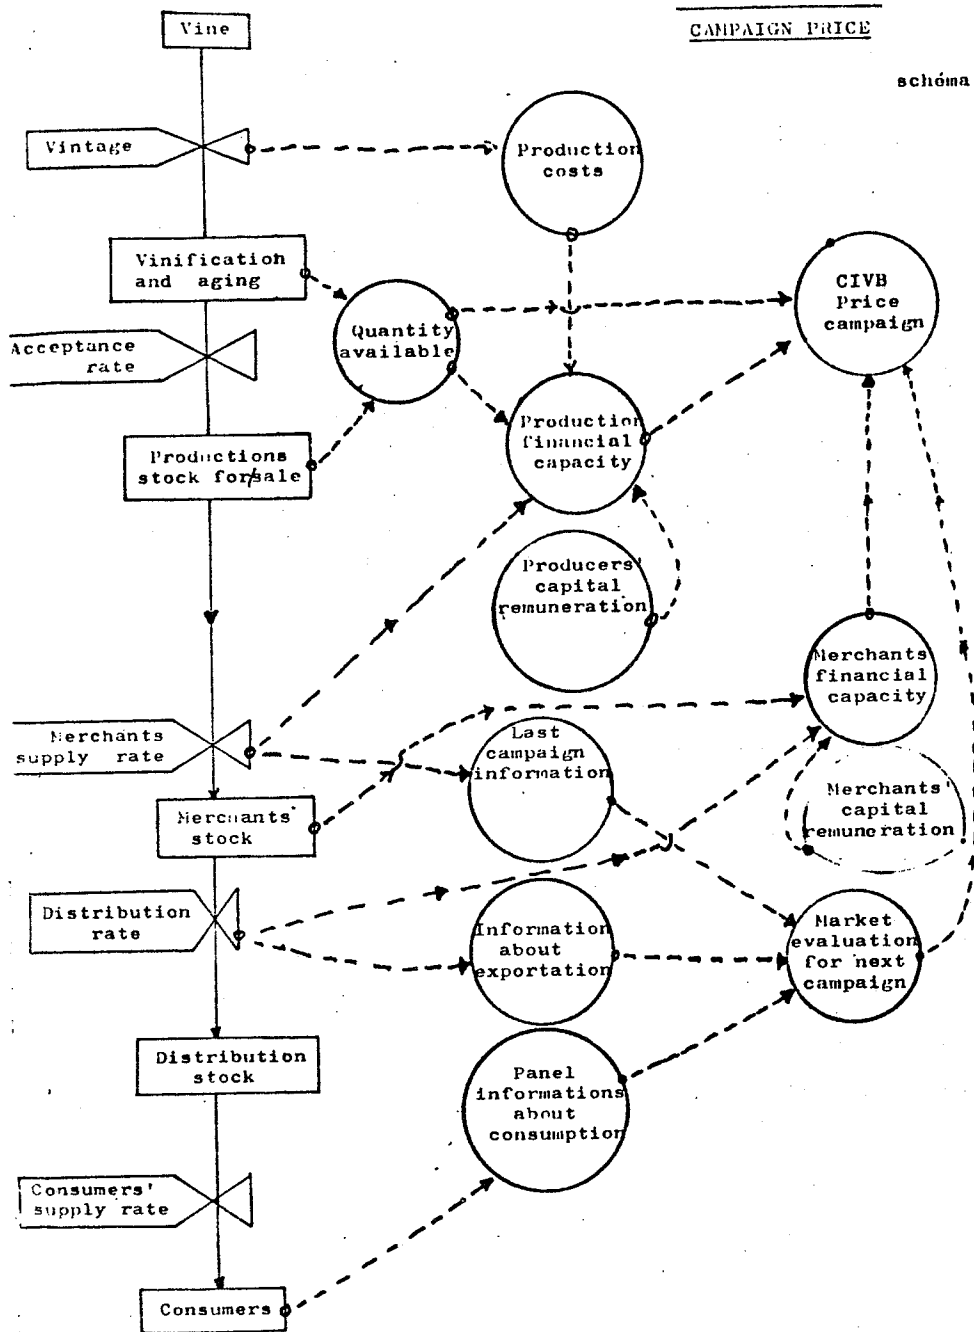 CAMPAIGN PRICE
schéma
Vine
Vintage
Production
costs
Vinification
and aging
CIVB
Price
campaign
Quantity
available
Acceptance
rate
Production
financial
capacity
Productions
stock for/sale
Producers'
capital
remuneration
Merchants
financial
capacity
Merchants
supply rate
Last
campaign
information
Merchants'
stock
Merchants'
capital
remuneration
Distribution
rate
Information
about
exportation
Market
evaluation
for next
campaign
Distribution
stock
Panel
informations
about
consumption
Consumers'
supply rate
Consumers